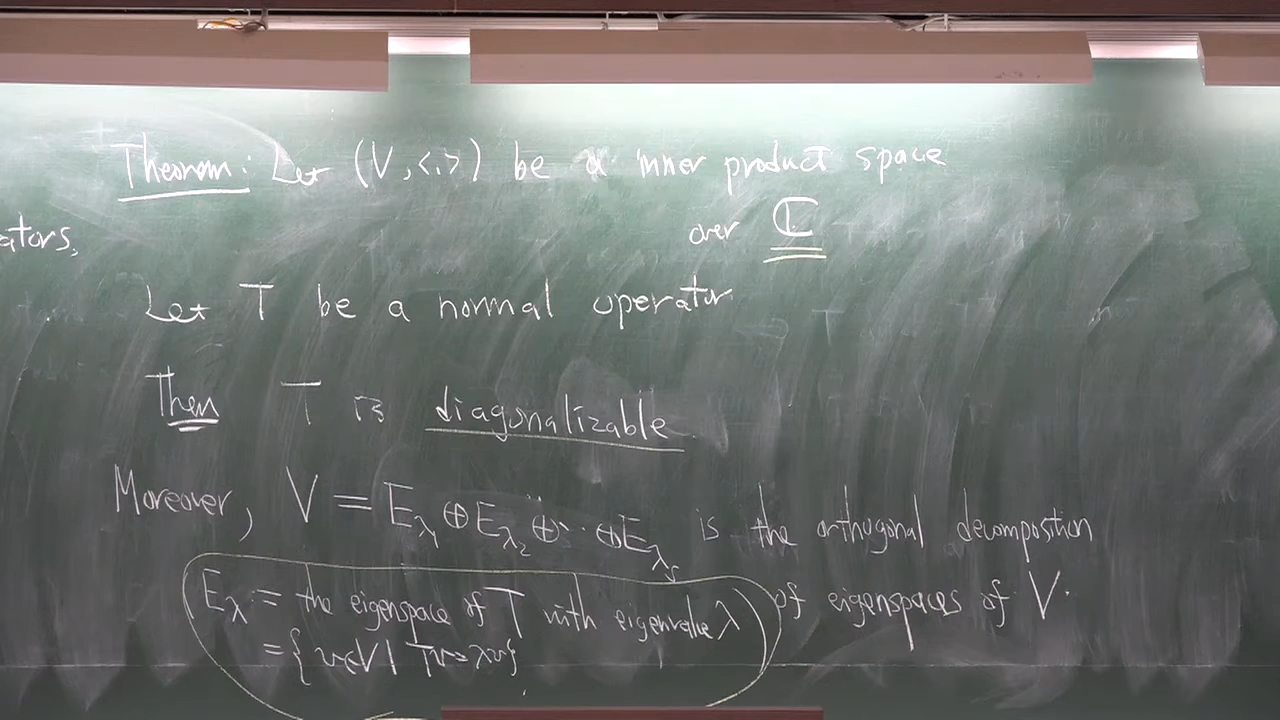 Theorem: Let (V, <,>) be a inner product space
over ℂ
ators,
Let T be a normal operator
Then T is diagonalizable
Moreover, V = E_λ₁ ⊕ E_λ₂ ⊕ ⋯ ⊕ E_λₛ is the orthogonal decomposition
of eigenspaces of V.
E_λ := the eigenspace of T with eigenvalue λ
= { v ∈ V | Tv = λv }